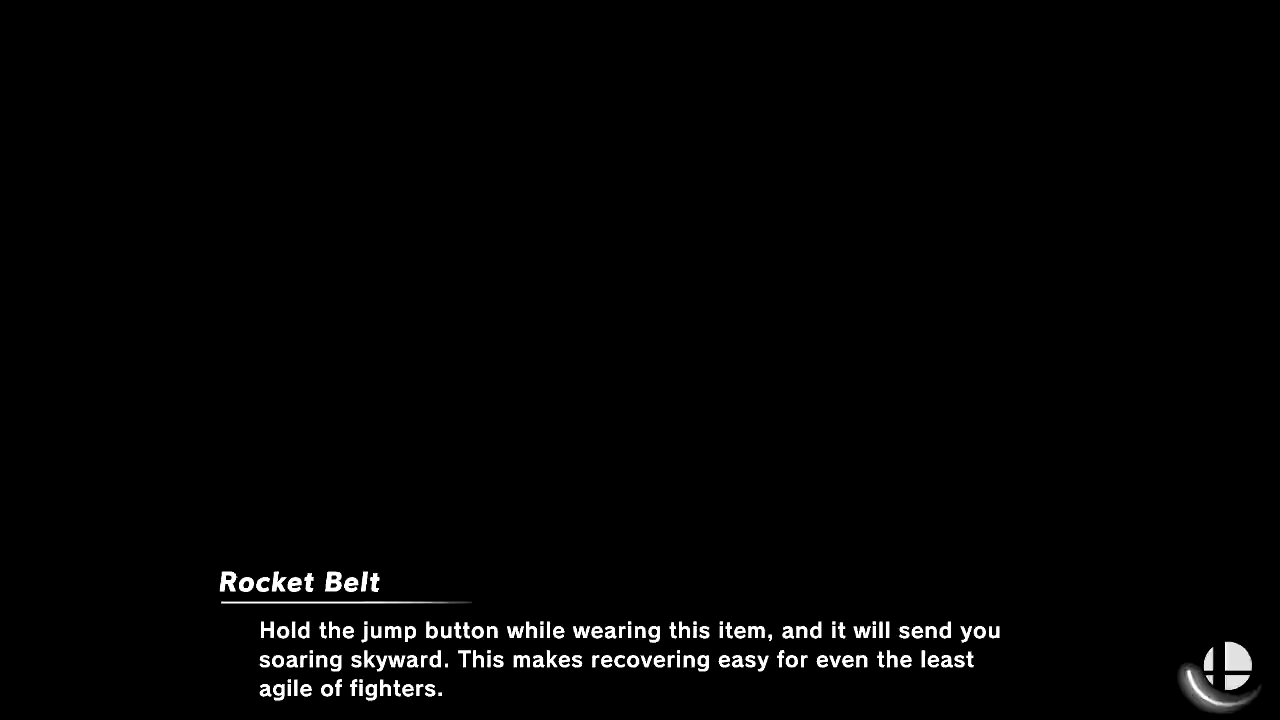 Rocket Belt
Hold the jump button while wearing this item, and it will send you
soaring skyward. This makes recovering easy for even the least
agile of fighters.